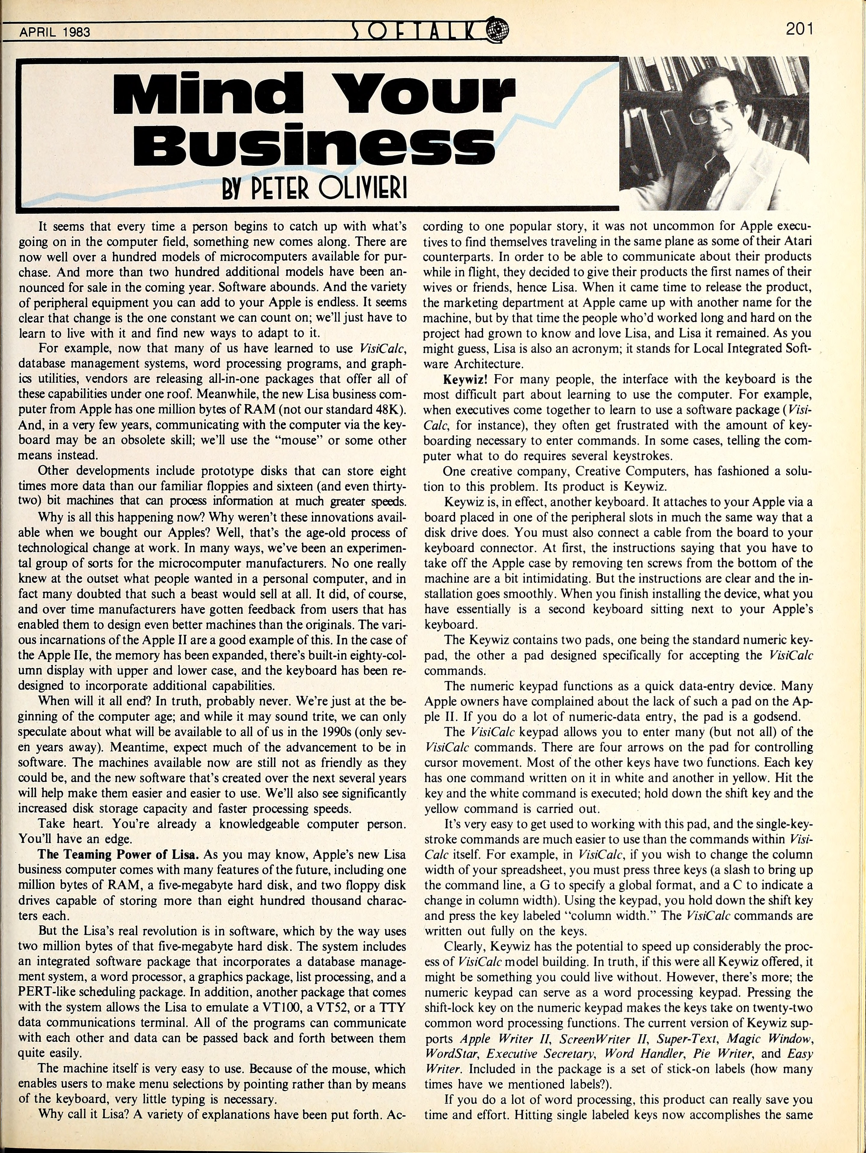 APRIL 1983
SOFTALK
201
Mind Your
Business
BY PETER OLIVIERI
It seems that every time a person begins to catch up with what's
going on in the computer field, something new comes along. There are
now well over a hundred models of microcomputers available for pur-
chase. And more than two hundred additional models have been an-
nounced for sale in the coming year. Software abounds. And the variety
of peripheral equipment you can add to your Apple is endless. It seems
clear that change is the one constant we can count on; we'll just have to
learn to live with it and find new ways to adapt to it.
For example, now that many of us have learned to use VisiCalc,
database management systems, word processing programs, and graph-
ics utilities, vendors are releasing all-in-one packages that offer all of
these capabilities under one roof. Meanwhile, the new Lisa business com-
puter from Apple has one million bytes of RAM (not our standard 48K).
And, in a very few years, communicating with the computer via the key-
board may be an obsolete skill; we'll use the "mouse" or some other
means instead.
Other developments include prototype disks that can store eight
times more data than our familiar floppies and sixteen (and even thirty-
two) bit machines that can process information at much greater speeds.
Why is all this happening now? Why weren't these innovations avail-
able when we bought our Apples? Well, that's the age-old process of
technological change at work. In many ways, we've been an experimen-
tal group of sorts for the microcomputer manufacturers. No one really
knew at the outset what people wanted in a personal computer, and in
fact many doubted that such a beast would sell at all. It did, of course,
and over time manufacturers have gotten feedback from users that has
enabled them to design even better machines than the originals. The vari-
ous incarnations of the Apple II are a good example of this. In the case of
the Apple IIe, the memory has been expanded, there's built-in eighty-col-
umn display with upper and lower case, and the keyboard has been re-
designed to incorporate additional capabilities.
When will it all end? In truth, probably never. We're just at the be-
ginning of the computer age; and while it may sound trite, we can only
speculate about what will be available to all of us in the 1990s (only sev-
en years away). Meantime, expect much of the advancement to be in
software. The machines available now are still not as friendly as they
could be, and the new software that's created over the next several years
will help make them easier and easier to use. We'll also see significantly
increased disk storage capacity and faster processing speeds.
Take heart. You're already a knowledgeable computer person.
You'll have an edge.
The Teaming Power of Lisa. As you may know, Apple's new Lisa
business computer comes with many features of the future, including one
million bytes of RAM, a five-megabyte hard disk, and two floppy disk
drives capable of storing more than eight hundred thousand charac-
ters each.
But the Lisa's real revolution is in software, which by the way uses
two million bytes of that five-megabyte hard disk. The system includes
an integrated software package that incorporates a database manage-
ment system, a word processor, a graphics package, list processing, and a
PERT-like scheduling package. In addition, another package that comes
with the system allows the Lisa to emulate a VT100, a VT52, or a TTY
data communications terminal. All of the programs can communicate
with each other and data can be passed back and forth between them
quite easily.
The machine itself is very easy to use. Because of the mouse, which
enables users to make menu selections by pointing rather than by means
of the keyboard, very little typing is necessary.
Why call it Lisa? A variety of explanations have been put forth. Ac-
cording to one popular story, it was not uncommon for Apple execu-
tives to find themselves traveling in the same plane as some of their Atari
counterparts. In order to be able to communicate about their products
while in flight, they decided to give their products the first names of their
wives or friends, hence Lisa. When it came time to release the product,
the marketing department at Apple came up with another name for the
machine, but by that time the people who'd worked long and hard on the
project had grown to know and love Lisa, and Lisa it remained. As you
might guess, Lisa is also an acronym; it stands for Local Integrated Soft-
ware Architecture.
Keywiz! For many people, the interface with the keyboard is the
most difficult part about learning to use the computer. For example,
when executives come together to learn to use a software package (Visi-
Calc, for instance), they often get frustrated with the amount of key-
boarding necessary to enter commands. In some cases, telling the com-
puter what to do requires several keystrokes.
One creative company, Creative Computers, has fashioned a solu-
tion to this problem. Its product is Keywiz.
Keywiz is, in effect, another keyboard. It attaches to your Apple via a
board placed in one of the peripheral slots in much the same way that a
disk drive does. You must also connect a cable from the board to your
keyboard connector. At first, the instructions saying that you have to
take off the Apple case by removing ten screws from the bottom of the
machine are a bit intimidating. But the instructions are clear and the in-
stallation goes smoothly. When you finish installing the device, what you
have essentially is a second keyboard sitting next to your Apple's
keyboard.
The Keywiz contains two pads, one being the standard numeric key-
pad, the other a pad designed specifically for accepting the VisiCalc
commands.
The numeric keypad functions as a quick data-entry device. Many
Apple owners have complained about the lack of such a pad on the Ap-
ple II. If you do a lot of numeric-data entry, the pad is a godsend.
The VisiCalc keypad allows you to enter many (but not all) of the
VisiCalc commands. There are four arrows on the pad for controlling
cursor movement. Most of the other keys have two functions. Each key
has one command written on it in white and another in yellow. Hit the
key and the white command is executed; hold down the shift key and the
yellow command is carried out.
It's very easy to get used to working with this pad, and the single-key-
stroke commands are much easier to use than the commands within Visi-
Calc itself. For example, in VisiCalc, if you wish to change the column
width of your spreadsheet, you must press three keys (a slash to bring up
the command line, a G to specify a global format, and a C to indicate a
change in column width). Using the keypad, you hold down the shift key
and press the key labeled "column width." The VisiCalc commands are
written out fully on the keys.
Clearly, Keywiz has the potential to speed up considerably the proc-
ess of VisiCalc model building. In truth, if this were all Keywiz offered, it
might be something you could live without. However, there's more; the
numeric keypad can serve as a word processing keypad. Pressing the
shift-lock key on the numeric keypad makes the keys take on twenty-two
common word processing functions. The current version of Keywiz sup-
ports Apple Writer II, ScreenWriter II, Super-Text, Magic Window,
WordStar, Executive Secretary, Word Handler, Pie Writer, and Easy
Writer. Included in the package is a set of stick-on labels (how many
times have we mentioned labels?).
If you do a lot of word processing, this product can really save you
time and effort. Hitting single labeled keys now accomplishes the same